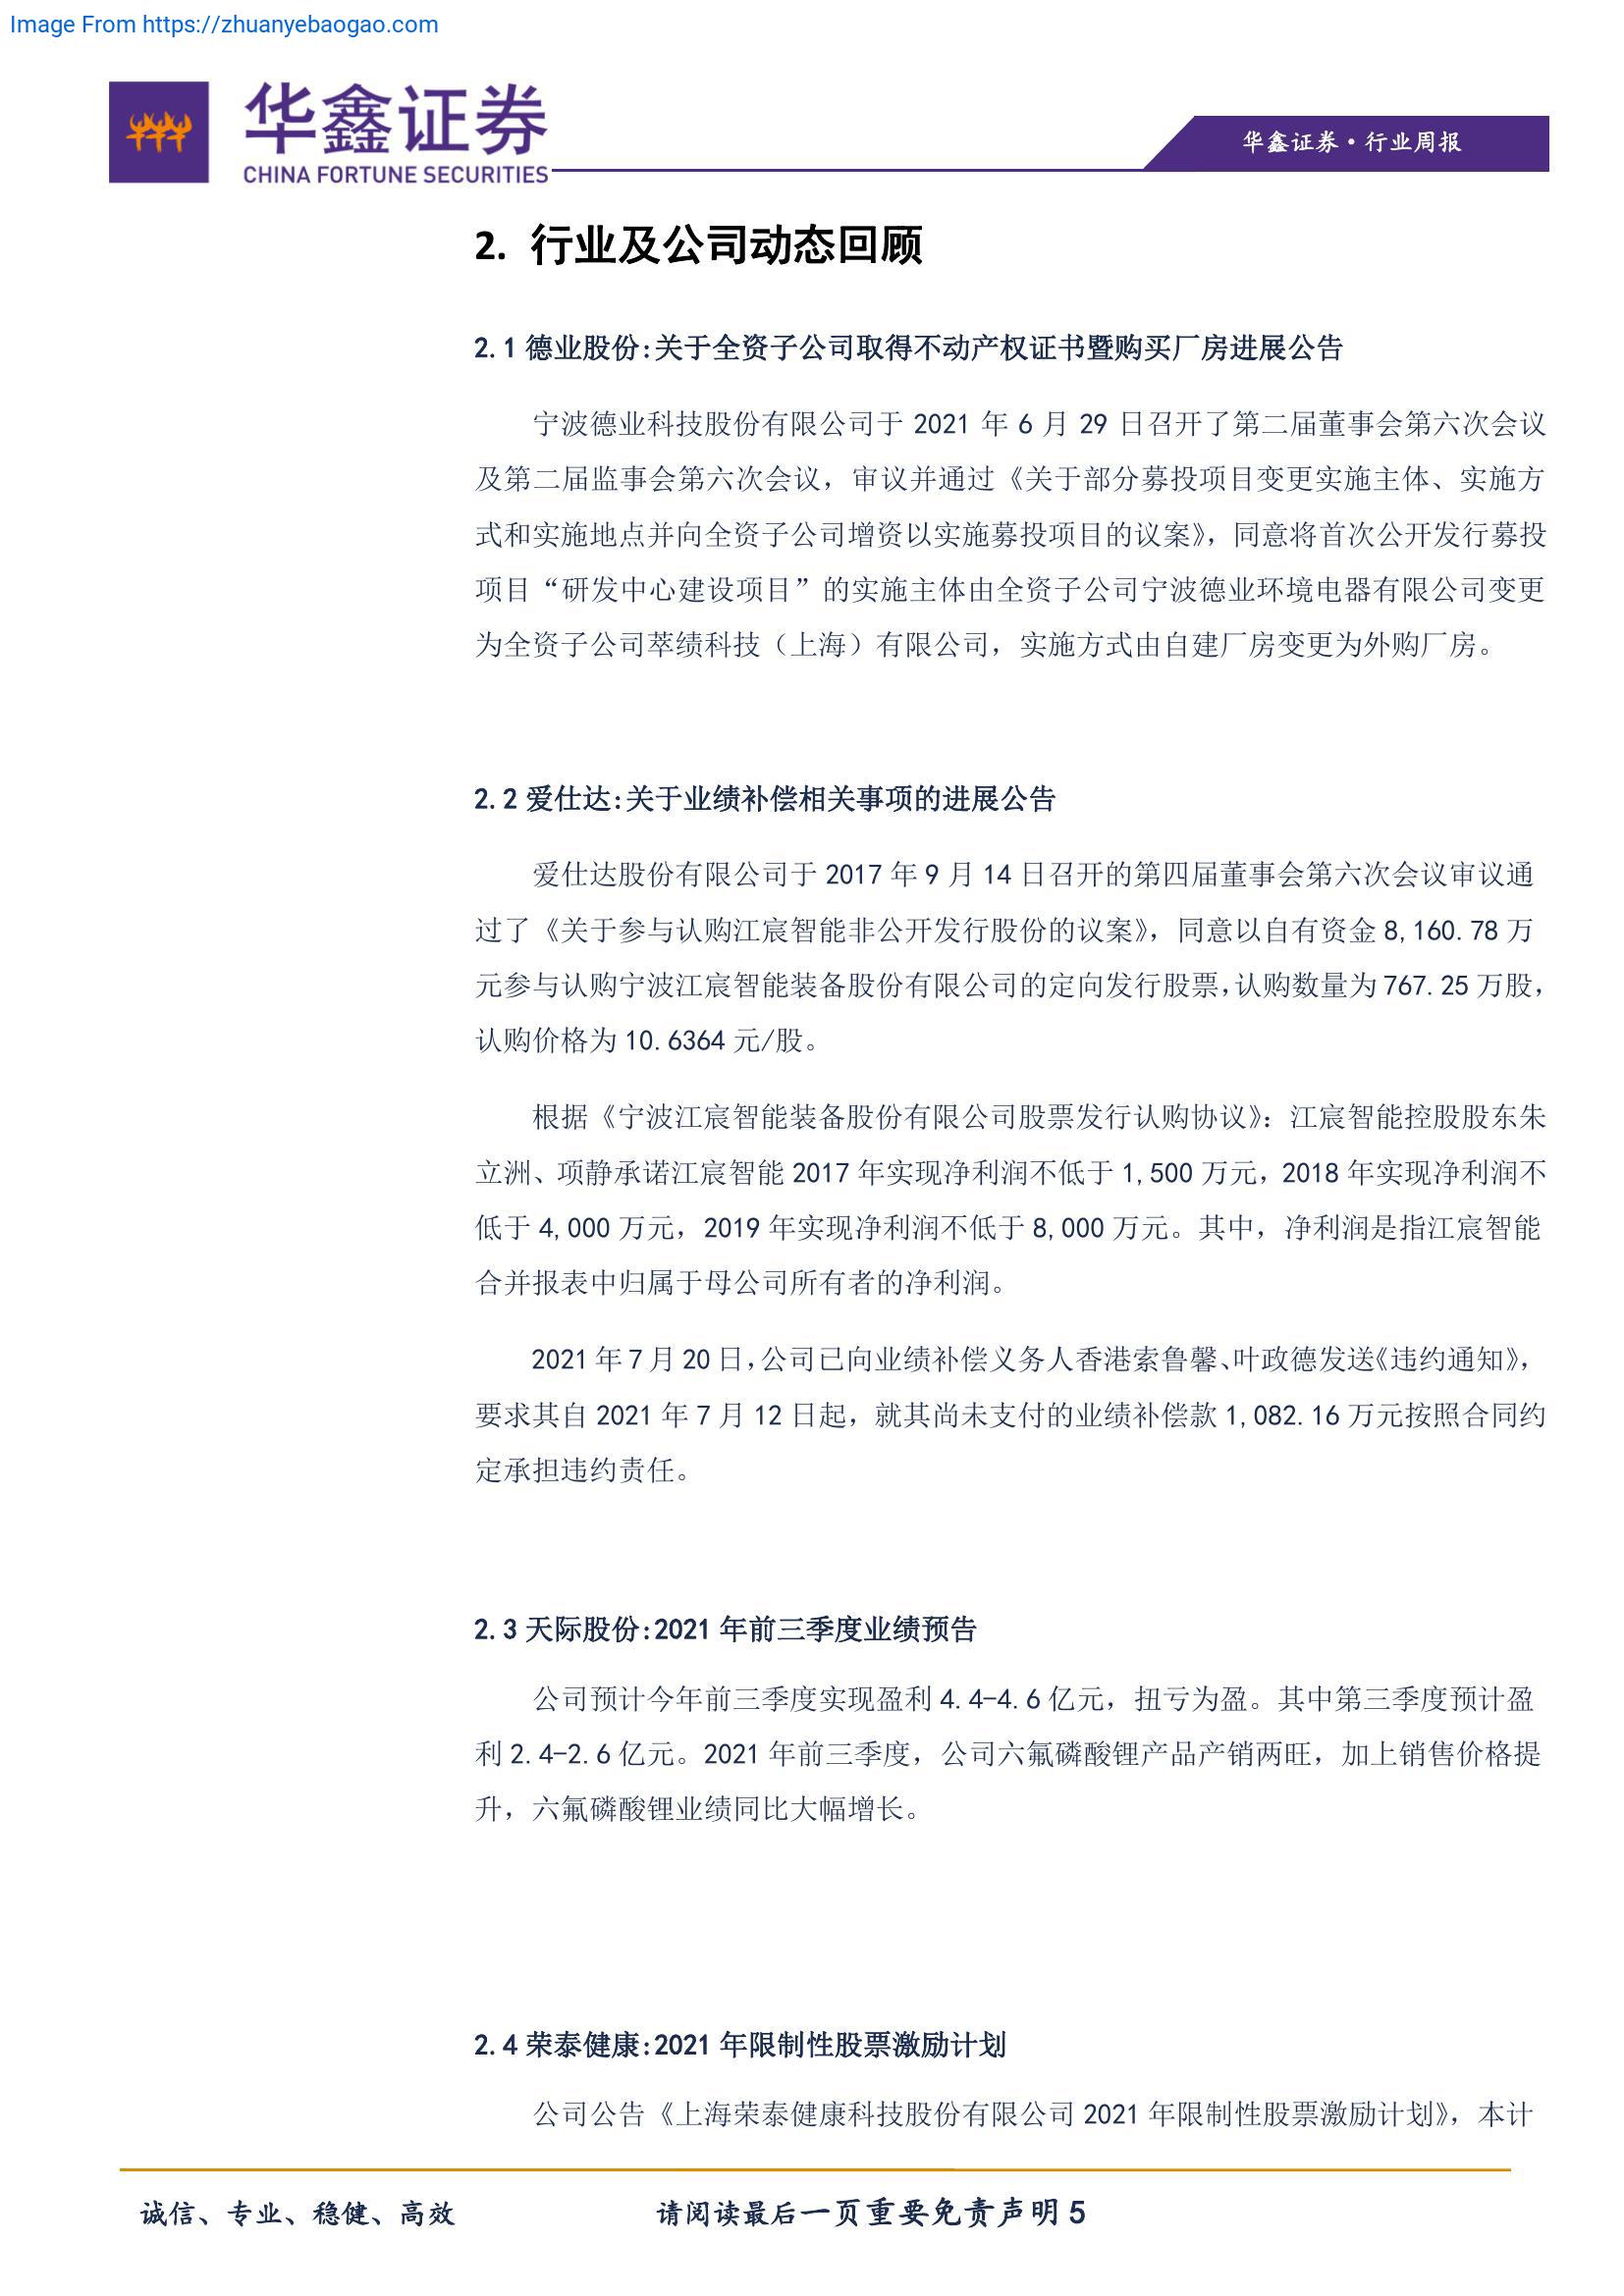 Image From https://zhuanyebaogao.com
华鑫证券
CHINA FORTUNE SECURITIES
华鑫证券·行业周报
2. 行业及公司动态回顾
2.1 德业股份:关于全资子公司取得不动产权证书暨购买厂房进展公告
宁波德业科技股份有限公司于 2021 年 6 月 29 日召开了第二届董事会第六次会议
及第二届监事会第六次会议，审议并通过《关于部分募投项目变更实施主体、实施方
式和实施地点并向全资子公司增资以实施募投项目的议案》，同意将首次公开发行募投
项目“研发中心建设项目”的实施主体由全资子公司宁波德业环境电器有限公司变更
为全资子公司萃绩科技（上海）有限公司，实施方式由自建厂房变更为外购厂房。
2.2 爱仕达:关于业绩补偿相关事项的进展公告
爱仕达股份有限公司于 2017 年 9 月 14 日召开的第四届董事会第六次会议审议通
过了《关于参与认购江宸智能非公开发行股份的议案》，同意以自有资金 8,160.78 万
元参与认购宁波江宸智能装备股份有限公司的定向发行股票，认购数量为 767.25 万股，
认购价格为 10.6364 元/股。
根据《宁波江宸智能装备股份有限公司股票发行认购协议》：江宸智能控股股东朱
立洲、项静承诺江宸智能 2017 年实现净利润不低于 1,500 万元，2018 年实现净利润不
低于 4,000 万元，2019 年实现净利润不低于 8,000 万元。其中，净利润是指江宸智能
合并报表中归属于母公司所有者的净利润。
2021 年 7 月 20 日，公司已向业绩补偿义务人香港索鲁馨、叶政德发送《违约通知》，
要求其自 2021 年 7 月 12 日起，就其尚未支付的业绩补偿款 1,082.16 万元按照合同约
定承担违约责任。
2.3 天际股份:2021 年前三季度业绩预告
公司预计今年前三季度实现盈利 4.4-4.6 亿元，扭亏为盈。其中第三季度预计盈
利 2.4-2.6 亿元。2021 年前三季度，公司六氟磷酸锂产品产销两旺，加上销售价格提
升，六氟磷酸锂业绩同比大幅增长。
2.4 荣泰健康:2021 年限制性股票激励计划
公司公告《上海荣泰健康科技股份有限公司 2021 年限制性股票激励计划》，本计
诚信、专业、稳健、高效
请阅读最后一页重要免责声明 5